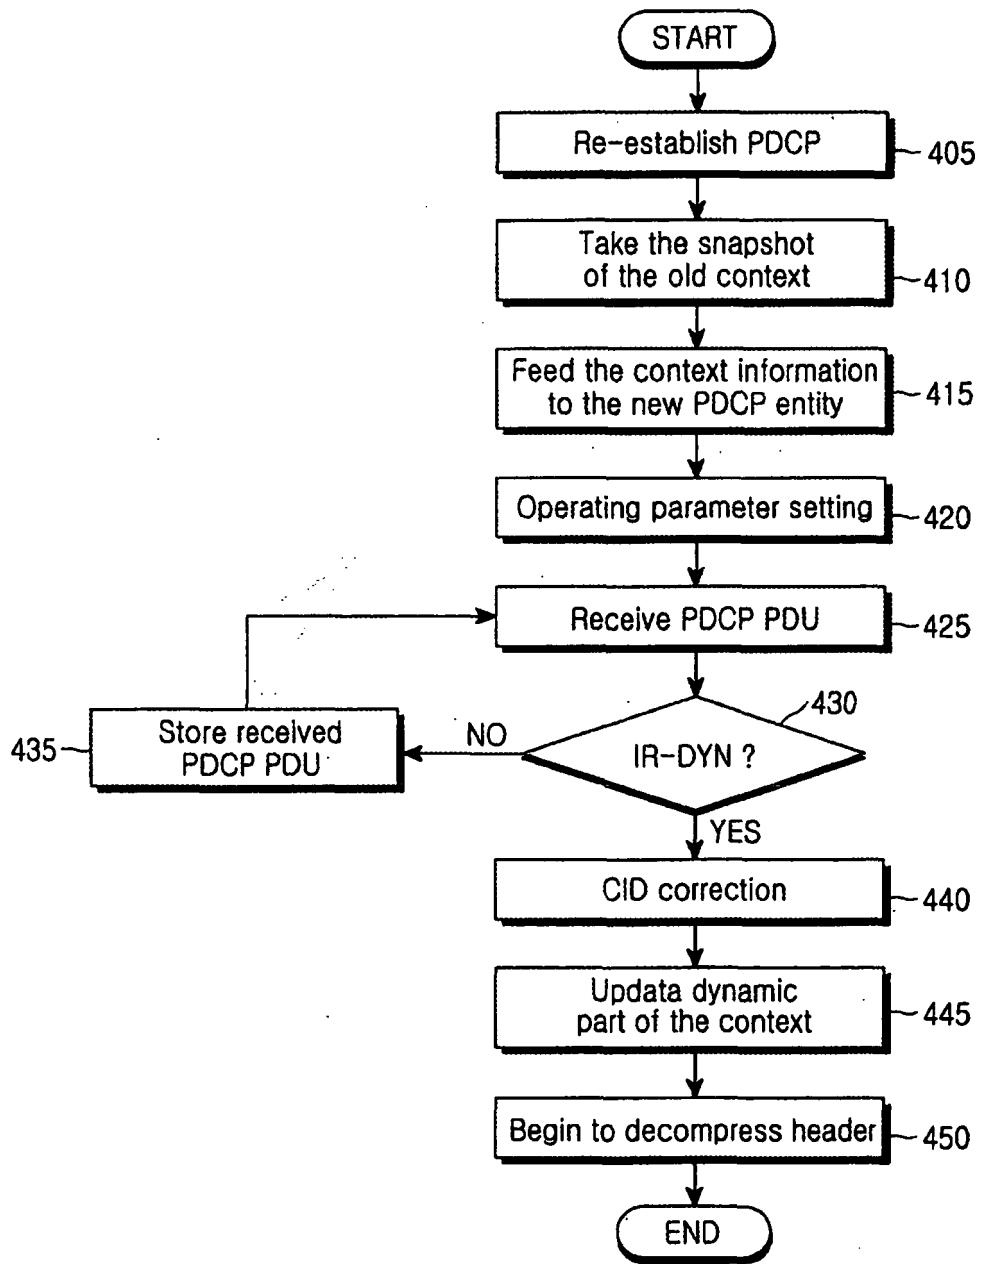 START
Re-establish PDCP
405
Take the snapshot
of the old context
410
Feed the context information
to the new PDCP entity
415
Operating parameter setting
420
Receive PDCP PDU
425
430
IR-DYN ?
NO
Store received
PDCP PDU
435
YES
CID correction
440
Updata dynamic
part of the context
445
Begin to decompress header
450
END